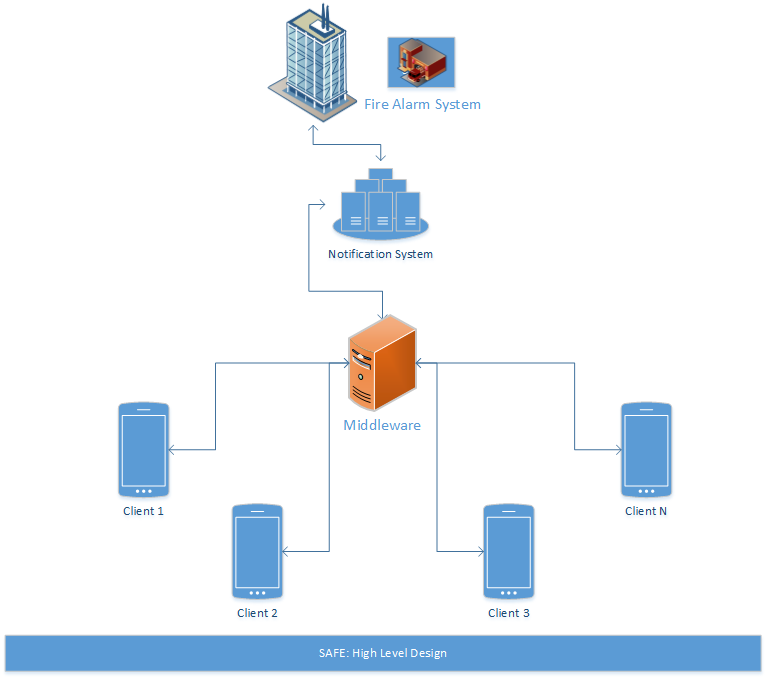 Fire Alarm System
Notification System
Middleware
Client 1
Client N
Client 2
Client 3
SAFE: High Level Design